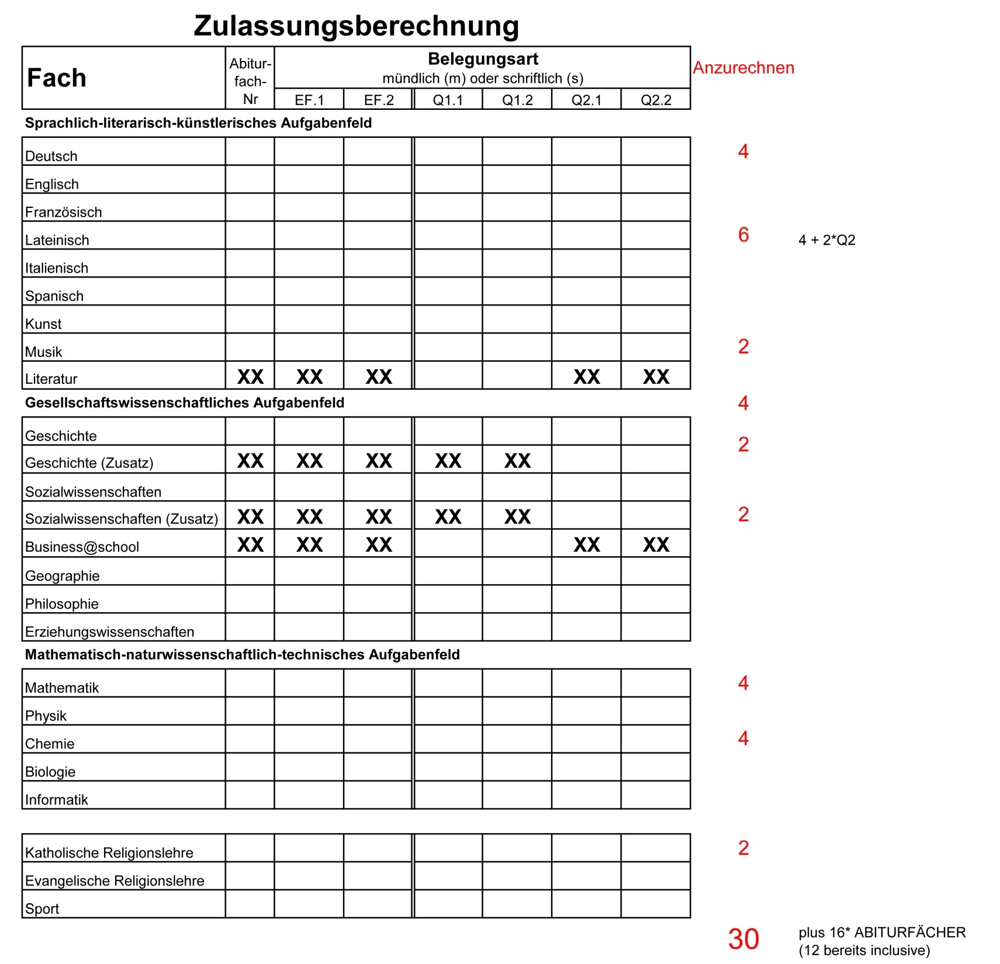 Zulassungsberechnung
Fach
Abitur-
fach-
Nr
Belegungsart
mündlich (m) oder schriftlich (s)
Anzurechnen
EF.1 EF.2 Q1.1 Q1.2 Q2.1 Q2.2
Sprachlich-literarisch-künstlerisches Aufgabenfeld
Deutsch 4
Englisch
Französisch
Lateinisch 6 4 + 2*Q2
Italienisch
Spanisch
Kunst
Musik 2
Literatur XX XX XX XX XX
Gesellschaftswissenschaftliches Aufgabenfeld 4
Geschichte 2
Geschichte (Zusatz) XX XX XX XX XX
Sozialwissenschaften
Sozialwissenschaften (Zusatz) XX XX XX XX XX 2
Business@school XX XX XX XX XX
Geographie
Philosophie
Erziehungswissenschaften
Mathematisch-naturwissenschaftlich-technisches Aufgabenfeld
Mathematik 4
Physik
Chemie 4
Biologie
Informatik
Katholische Religionslehre 2
Evangelische Religionslehre
Sport
30 plus 16* ABITURFÄCHER
(12 bereits inclusive)